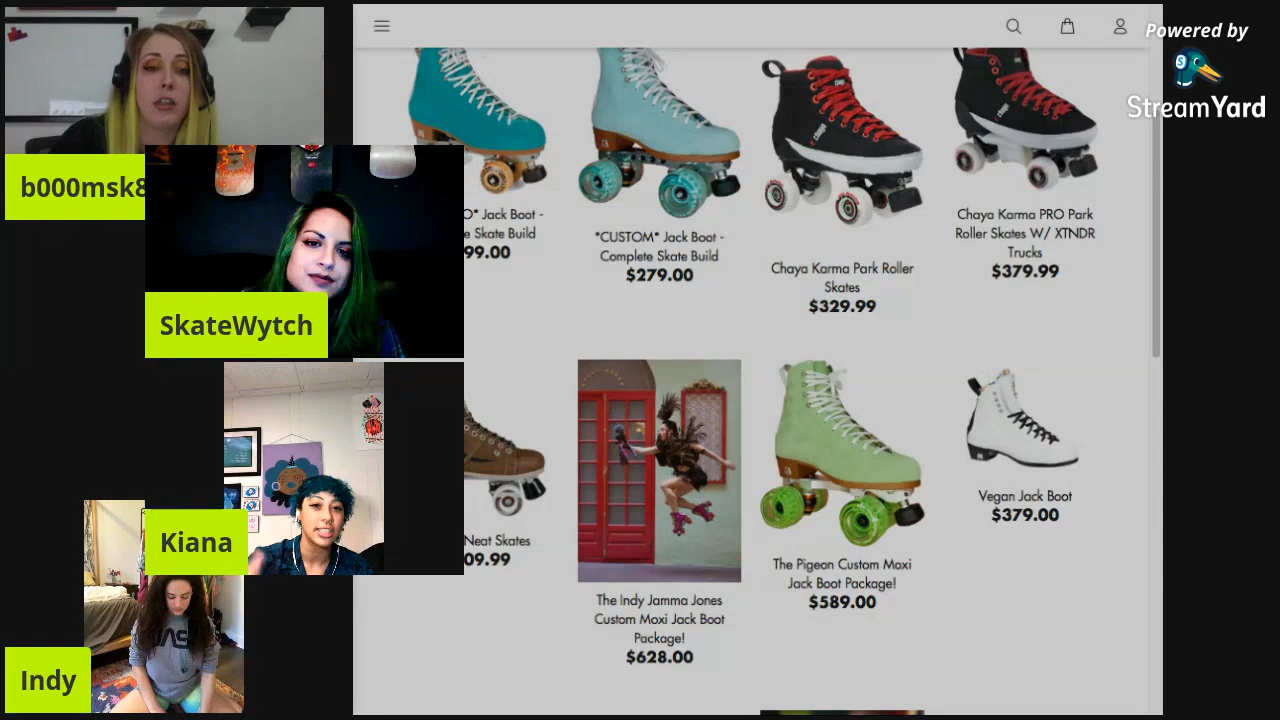 b000msk8
SkateWytch
Kiana
Indy
Powered by
StreamYard
O* Jack Boot -
e Skate Build
99.00
*CUSTOM* Jack Boot -
Complete Skate Build
$279.00
Chaya Karma Park Roller
Skates
$329.99
Chaya Karma PRO Park
Roller Skates W/ XTNDR
Trucks
$379.99
Neat Skates
09.99
The Indy Jamma Jones
Custom Moxi Jack Boot
Package!
$628.00
The Pigeon Custom Moxi
Jack Boot Package!
$589.00
Vegan Jack Boot
$379.00